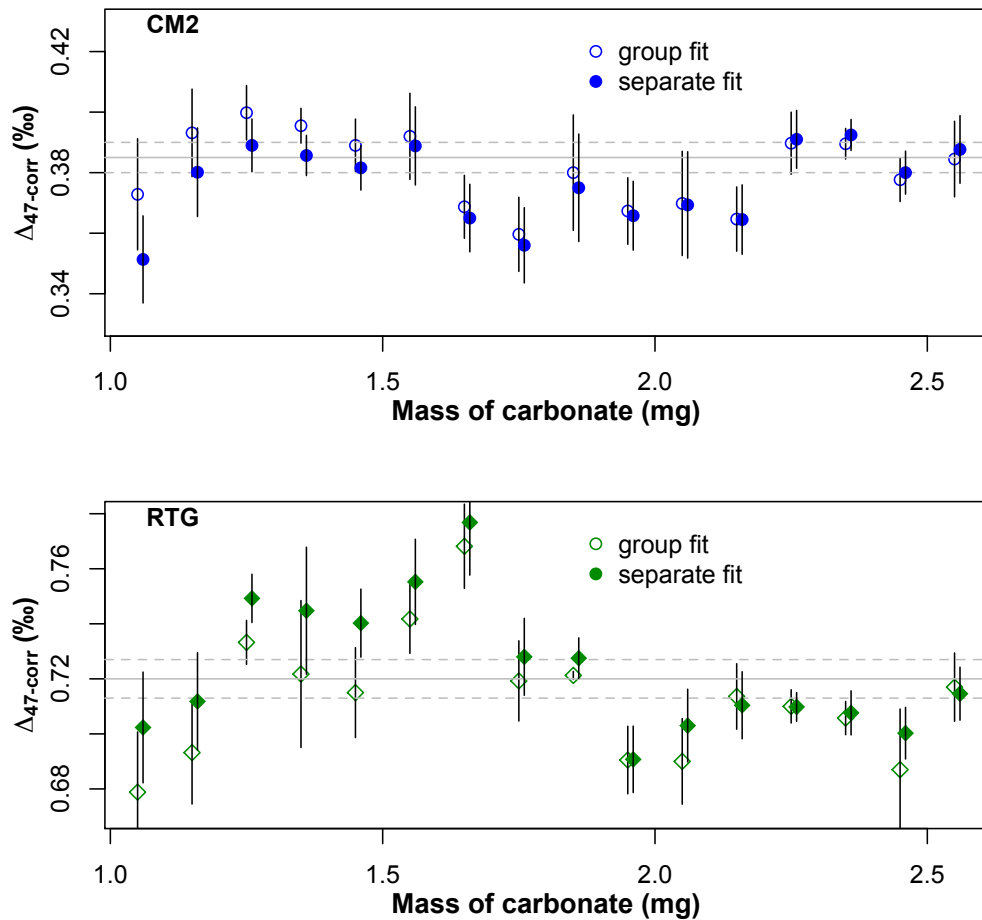 CM2
group fit
separate fit
0.42
0.38
0.34
Δ47-corr (‰)
1.0 1.5 2.0 2.5
Mass of carbonate (mg)
RTG
group fit
separate fit
0.76
0.72
0.68
Δ47-corr (‰)
1.0 1.5 2.0 2.5
Mass of carbonate (mg)